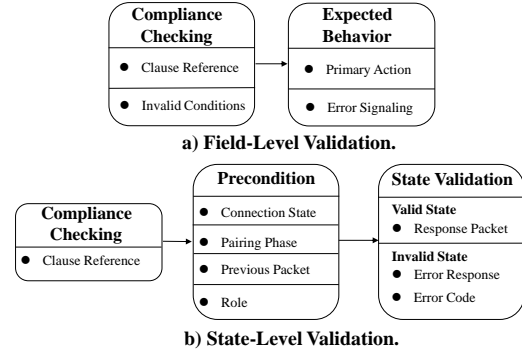 Compliance
Checking
● Clause Reference
● Invalid Conditions
Expected
Behavior
● Primary Action
● Error Signaling
a) Field-Level Validation.
Compliance
Checking
● Clause Reference
Precondition
● Connection State
● Pairing Phase
● Previous Packet
● Role
State Validation
Valid State
● Response Packet
Invalid State
● Error Response
● Error Code
b) State-Level Validation.